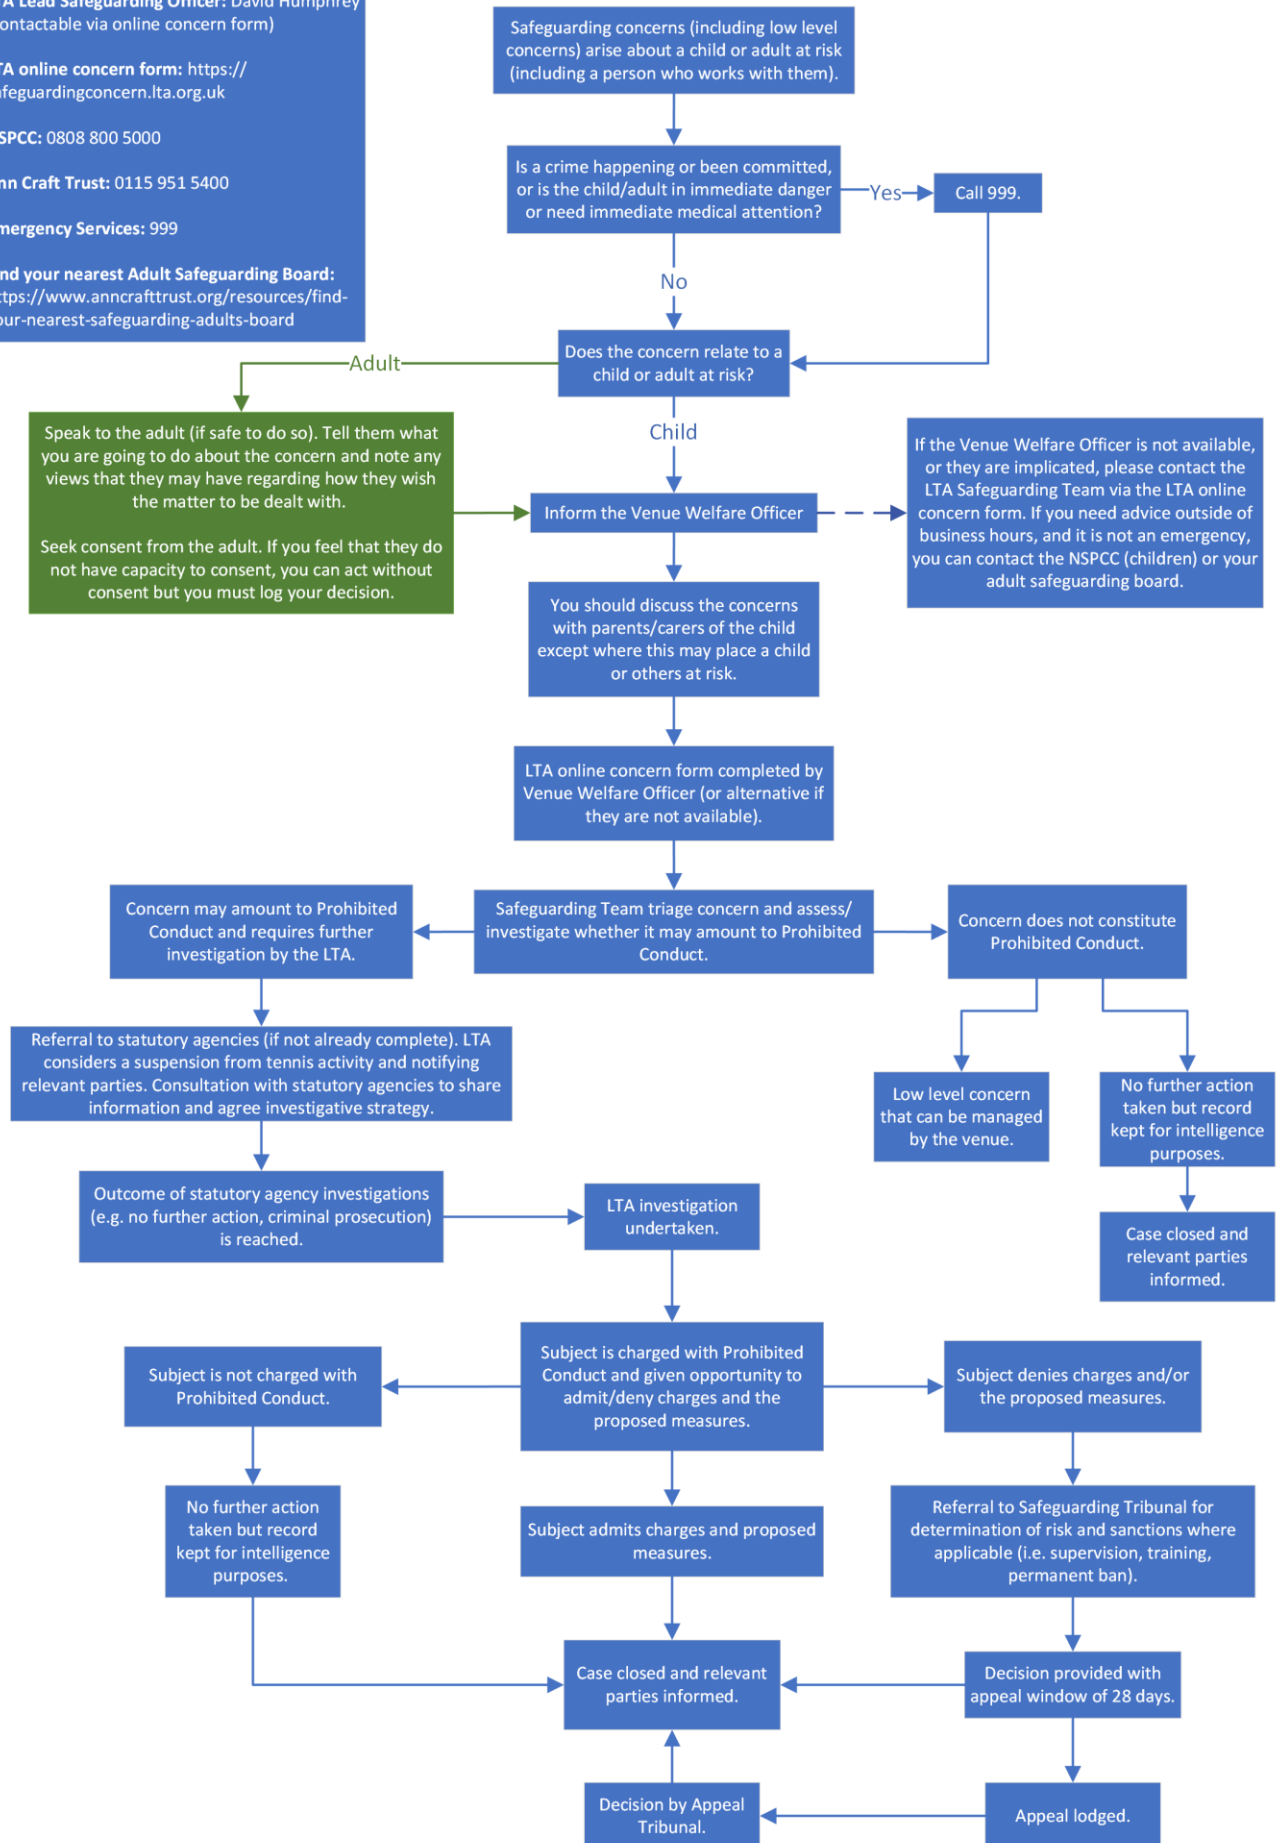 Lead Safeguarding Officer: David Humphrey
via online concern form)
online concern form: https://
afeguardingconcern.lta.org.uk
SPCC: 0808 800 5000
nn Craft Trust: 0115 951 5400
mergency Services: 999
nd your nearest Adult Safeguarding Board:
ttps://www.anncrafttrust.org/resources/find-
our-nearest-safeguarding-adults-board
Safeguarding concerns (including low level
concerns) arise about a child or adult at risk
(including a person who works with them).
Is a crime happening or been committed,
or is the child/adult in immediate danger
or need immediate medical attention?
Yes
Call 999.
No
Does the concern relate to a
child or adult at risk?
Adult
Child
Speak to the adult (if safe to do so). Tell them what
you are going to do about the concern and note any
views that they may have regarding how they wish
the matter to be dealt with.
Seek consent from the adult. If you feel that they do
not have capacity to consent, you can act without
consent but you must log your decision.
Inform the Venue Welfare Officer
If the Venue Welfare Officer is not available,
or they are implicated, please contact the
LTA Safeguarding Team via the LTA online
concern form. If you need advice outside of
business hours, and it is not an emergency,
you can contact the NSPCC (children) or your
adult safeguarding board.
You should discuss the concerns
with parents/carers of the child
except where this may place a child
or others at risk.
LTA online concern form completed by
Venue Welfare Officer (or alternative if
they are not available).
Concern may amount to Prohibited
Conduct and requires further
investigation by the LTA.
Safeguarding Team triage concern and assess/
investigate whether it may amount to Prohibited
Conduct.
Concern does not constitute
Prohibited Conduct.
Referral to statutory agencies (if not already complete). LTA
considers a suspension from tennis activity and notifying
relevant parties. Consultation with statutory agencies to share
information and agree investigative strategy.
Low level concern
that can be managed
by the venue.
No further action
taken but record
kept for intelligence
purposes.
Outcome of statutory agency investigations
(e.g. no further action, criminal prosecution)
is reached.
LTA investigation
undertaken.
Case closed and
relevant parties
informed.
Subject is not charged with
Prohibited Conduct.
Subject is charged with Prohibited
Conduct and given opportunity to
admit/deny charges and the
proposed measures.
Subject denies charges and/or
the proposed measures.
No further action
taken but record
kept for intelligence
purposes.
Subject admits charges and proposed
measures.
Referral to Safeguarding Tribunal for
determination of risk and sanctions where
applicable (i.e. supervision, training,
permanent ban).
Case closed and relevant
parties informed.
Decision provided with
appeal window of 28 days.
Decision by Appeal
Tribunal.
Appeal lodged.